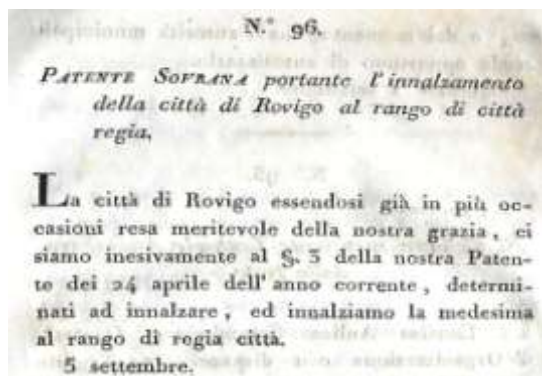 N.° 96.
PATENTE SOVRANA portante l'innalzamento
della città di Rovigo al rango di città
regia.
La città di Rovigo essendosi già in più oc-
casioni resa meritevole della nostra grazia, ci
siamo inesivamente al §. 3 della nostra Paten-
te dei 24 aprile dell'anno corrente, determi-
nati ad innalzare, ed innalziamo la medesima
al rango di regia città.
5 settembre.